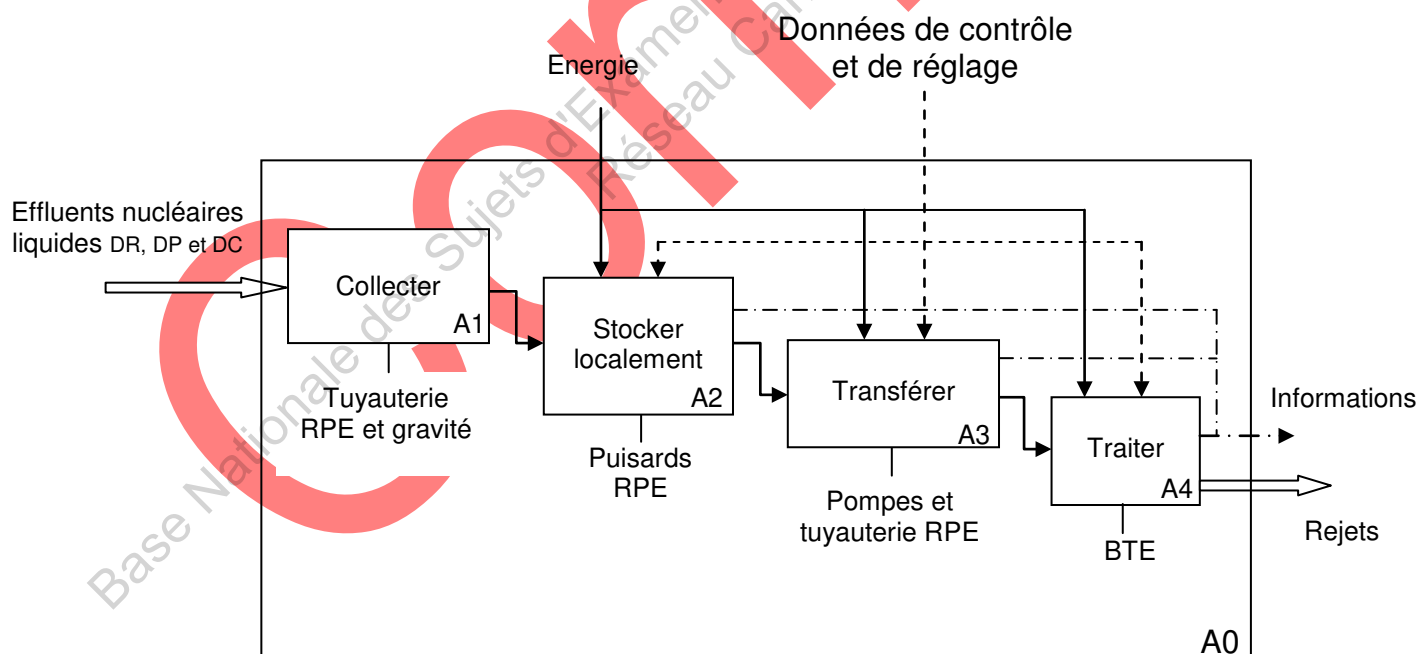 Données de contrôle
et de réglage
Energie
Effluents nucléaires
liquides DR, DP et DC
Collecter
A1
Tuyauterie
RPE et gravité
Stocker
localement
A2
Puisards
RPE
Transférer
A3
Pompes et
tuyauterie RPE
Traiter
A4
BTE
Informations
Rejets
A0
Base Nationale des Sujets d'Examen
Réseau